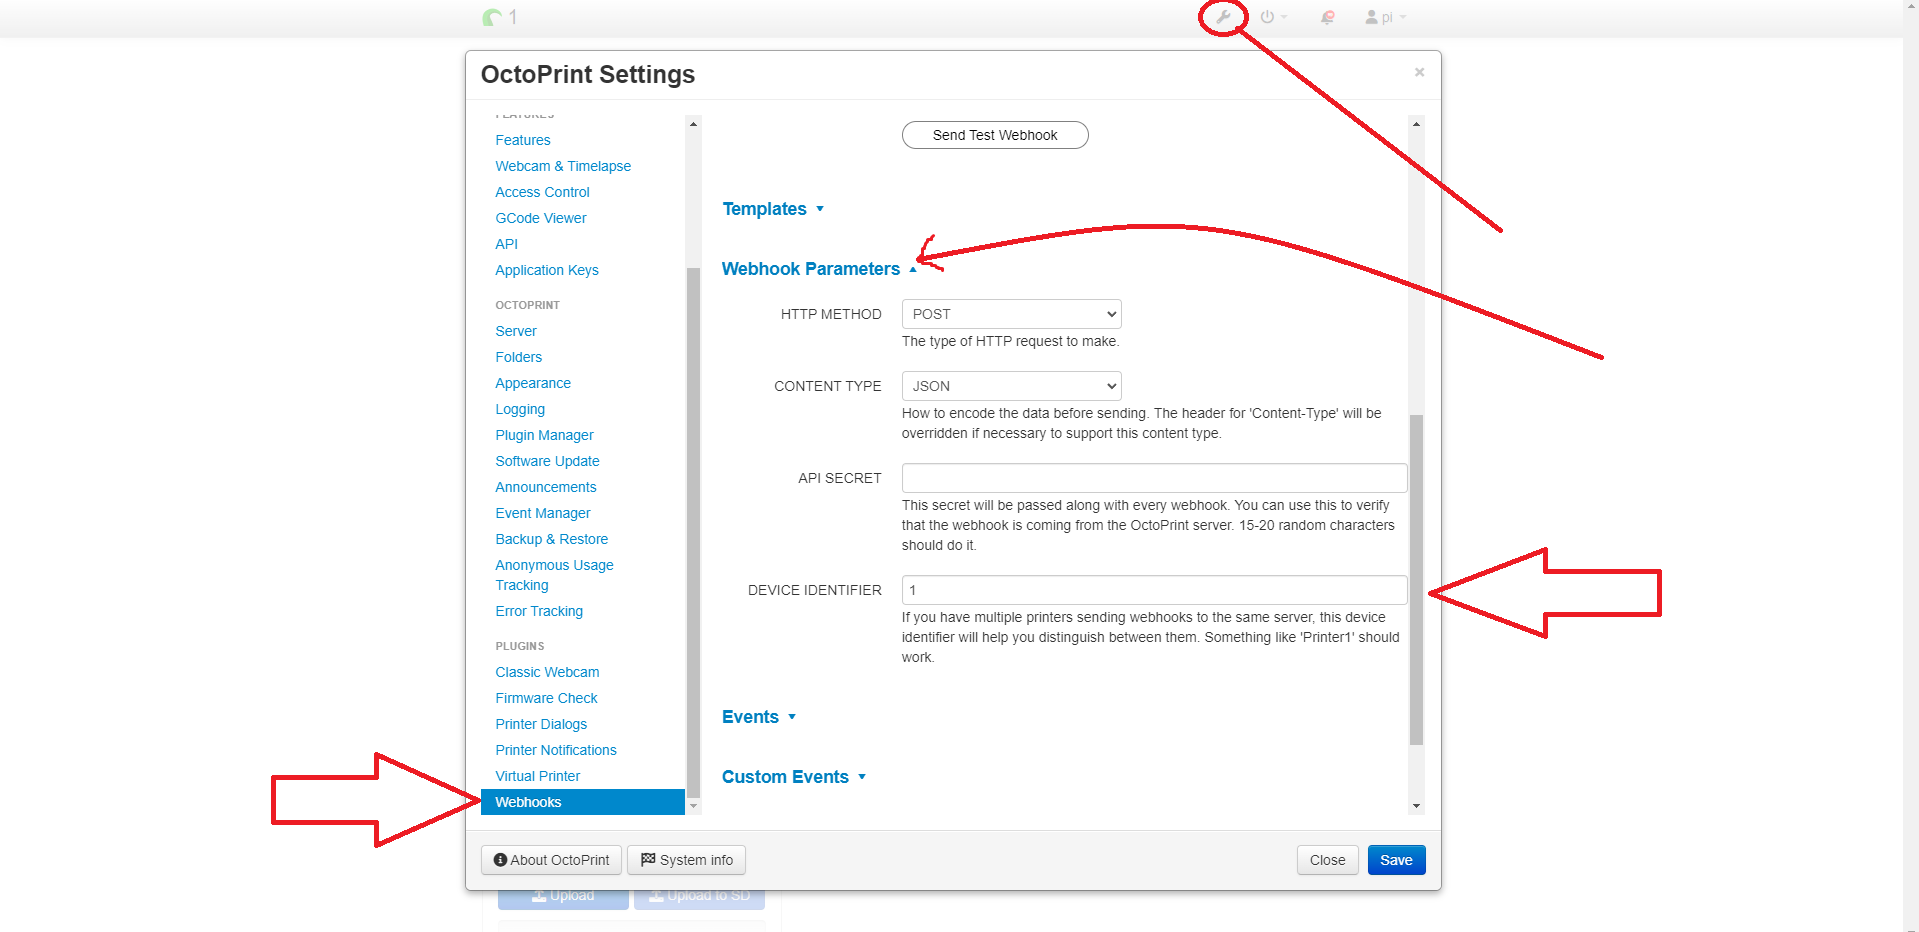 1
pi
OctoPrint Settings
×
FEATURES
Features
Webcam & Timelapse
Access Control
GCode Viewer
API
Application Keys
OCTOPRINT
Server
Folders
Appearance
Logging
Plugin Manager
Software Update
Announcements
Event Manager
Backup & Restore
Anonymous Usage
Tracking
Error Tracking
PLUGINS
Classic Webcam
Firmware Check
Printer Dialogs
Printer Notifications
Virtual Printer
Webhooks
Send Test Webhook
Templates
Webhook Parameters
HTTP METHOD POST
The type of HTTP request to make.
CONTENT TYPE JSON
How to encode the data before sending. The header for 'Content-Type' will be
overridden if necessary to support this content type.
API SECRET
This secret will be passed along with every webhook. You can use this to verify
that the webhook is coming from the OctoPrint server. 15-20 random characters
should do it.
DEVICE IDENTIFIER 1
If you have multiple printers sending webhooks to the same server, this device
identifier will help you distinguish between them. Something like 'Printer1' should
work.
Events
Custom Events
About OctoPrint System info Close Save
Upload Upload to SD